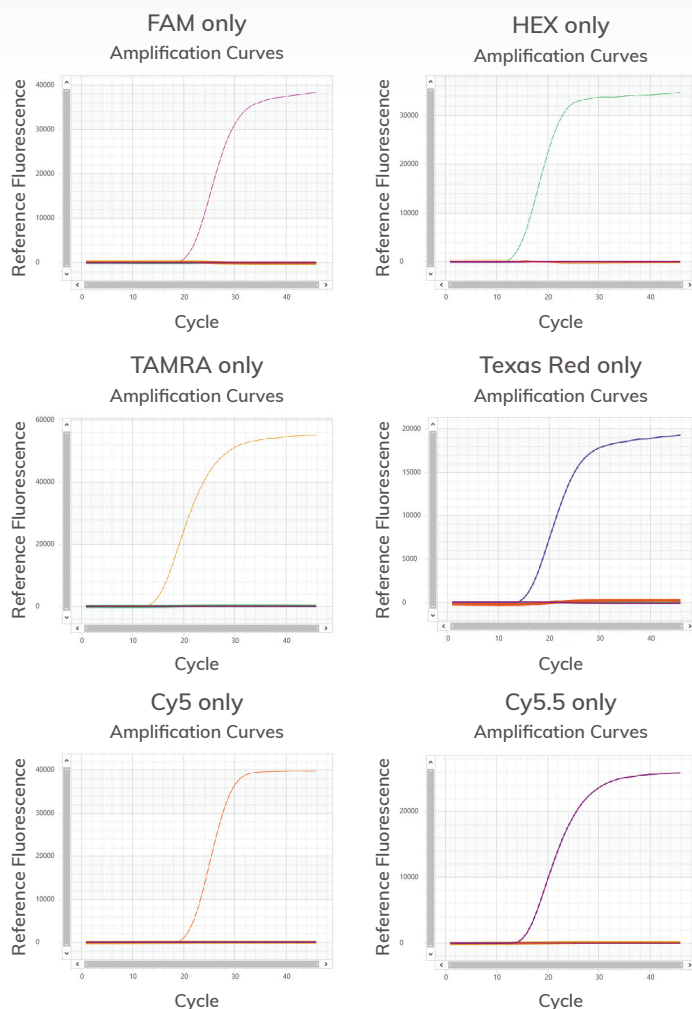 FAM only
Amplification Curves
Reference Fluorescence
40000
30000
20000
10000
0
0 10 20 30 40
Cycle
HEX only
Amplification Curves
Reference Fluorescence
30000
20000
10000
0
0 10 20 30 40
Cycle
TAMRA only
Amplification Curves
Reference Fluorescence
60000
40000
20000
0
0 10 20 30 40
Cycle
Texas Red only
Amplification Curves
Reference Fluorescence
20000
15000
10000
5000
0
0 10 20 30 40
Cycle
Cy5 only
Amplification Curves
Reference Fluorescence
40000
30000
20000
10000
0
0 10 20 30 40
Cycle
Cy5.5 only
Amplification Curves
Reference Fluorescence
20000
10000
0
0 10 20 30 40
Cycle